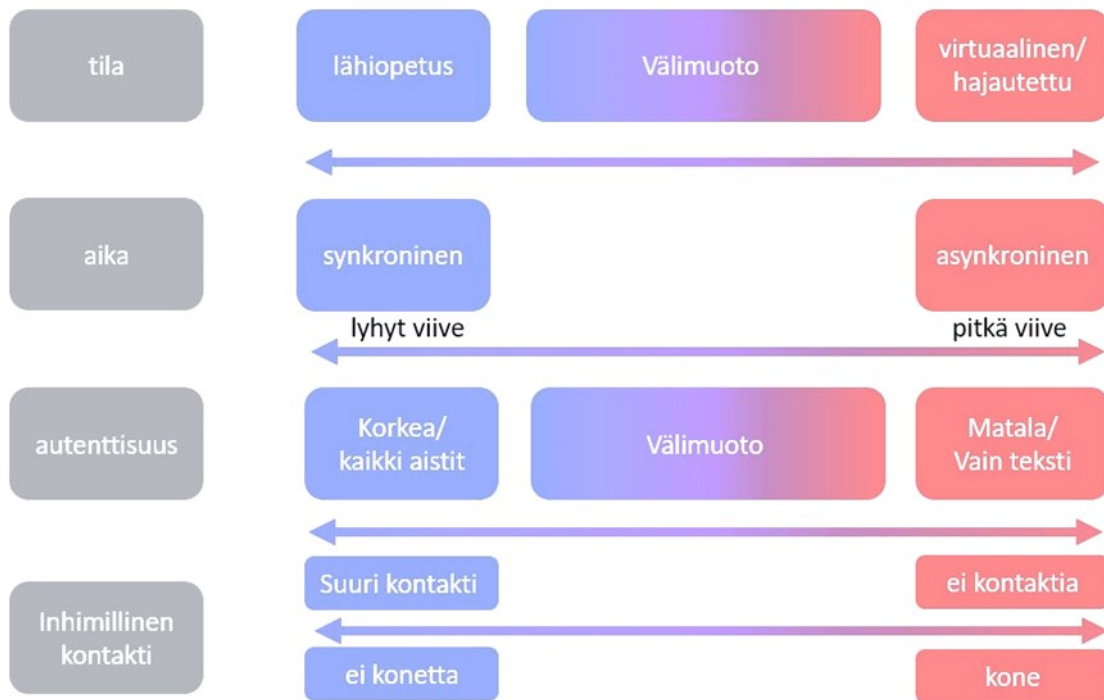 tila
lähiopetus
Välimuoto
virtuaalinen/
hajautettu
aika
synkroninen
asynkroninen
lyhyt viive
pitkä viive
autenttisuus
Korkea/
kaikki aistit
Välimuoto
Matala/
Vain teksti
Inhimillinen
kontakti
Suuri kontakti
ei kontaktia
ei konetta
kone